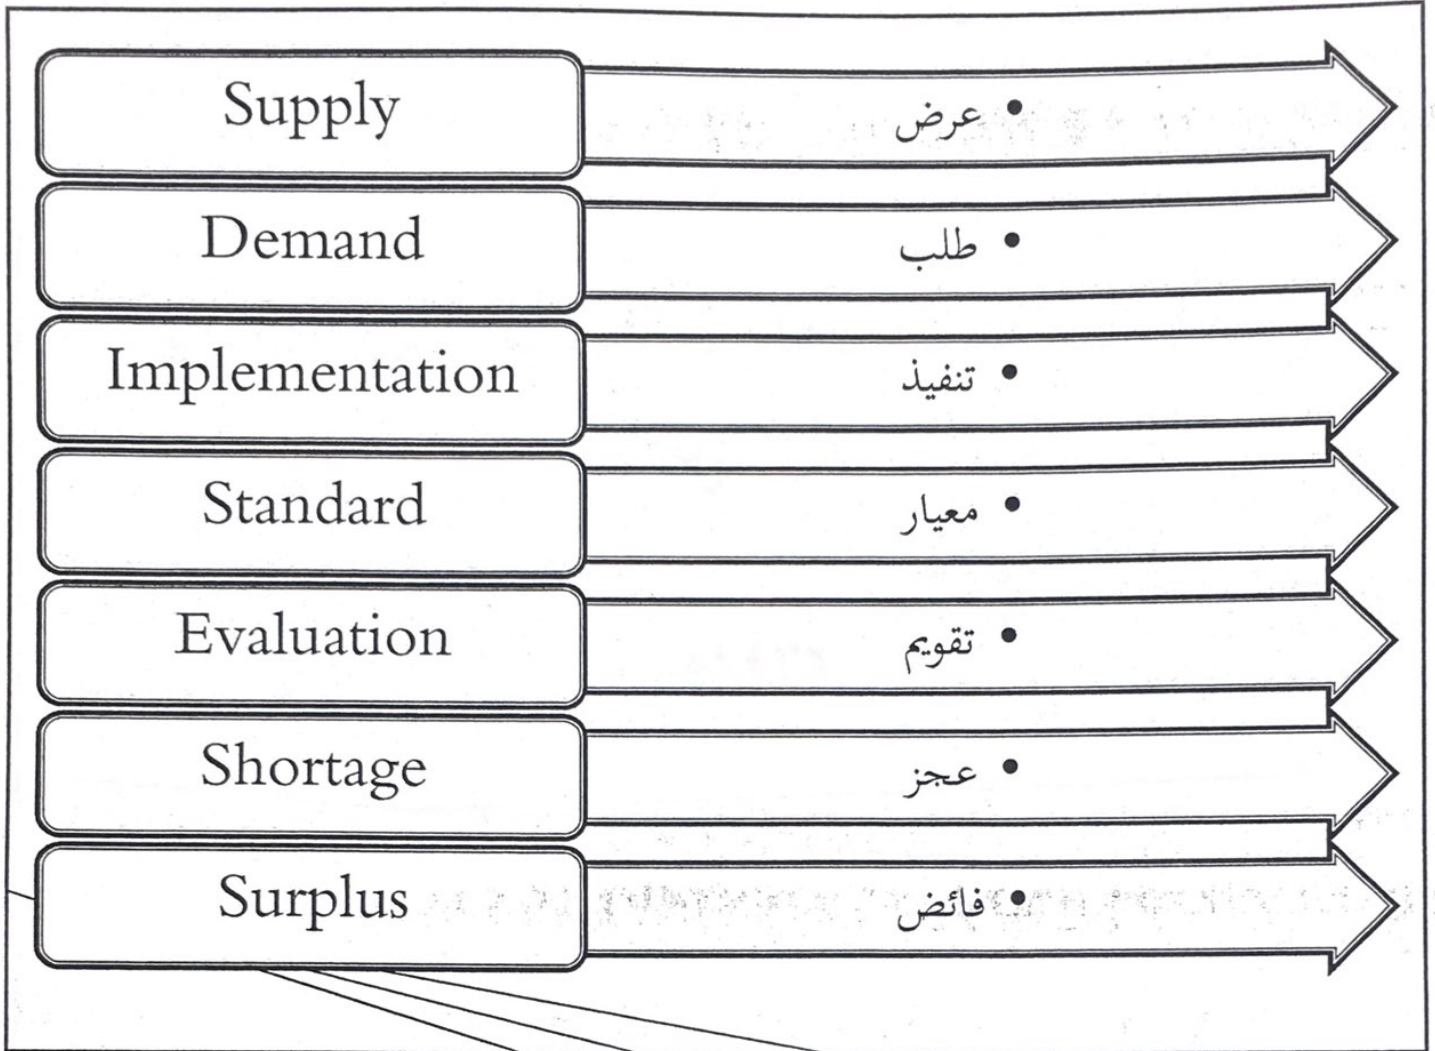 Supply
• عرض
Demand
• طلب
Implementation
• تنفيذ
Standard
• معيار
Evaluation
• تقويم
Shortage
• عجز
Surplus
• فائض